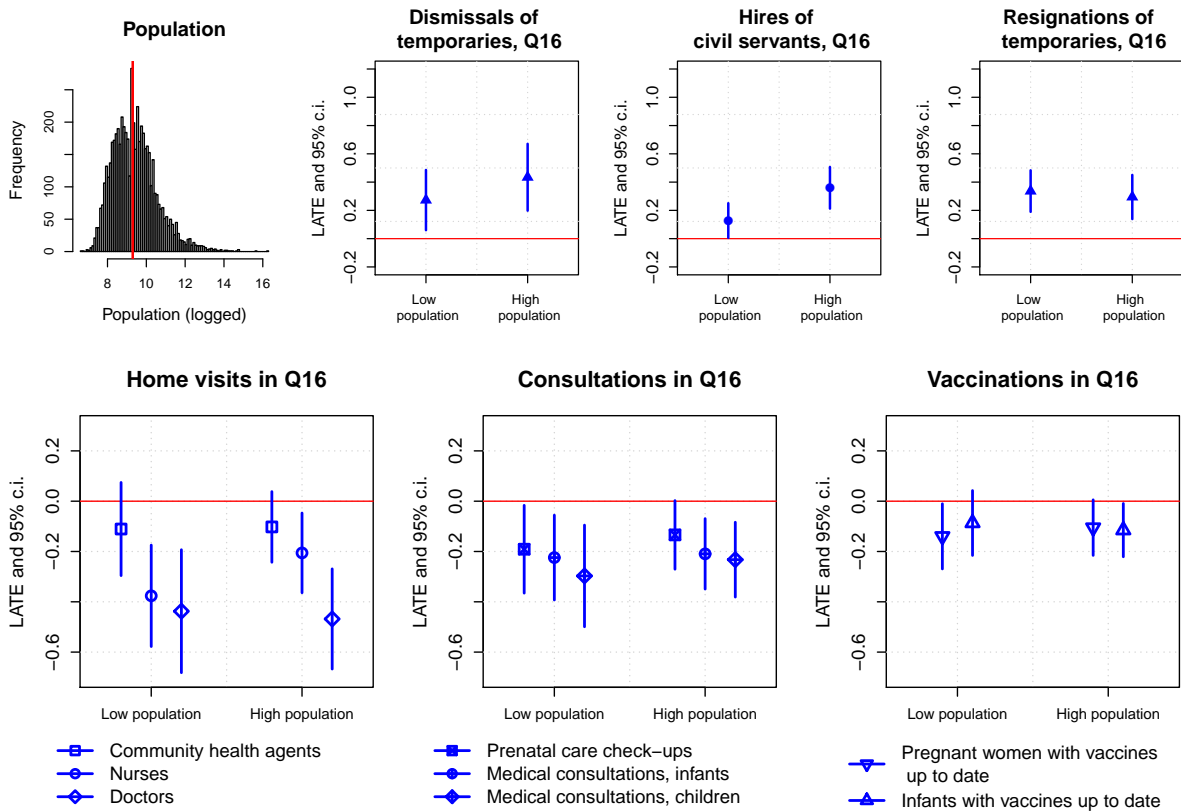 Population
Frequency
0
50
100
200
8
10
12
14
16
Population (logged)
Dismissals of
temporaries, Q16
LATE and 95% c.i.
−0.2
0.2
0.6
1.0
Low
population
High
population
Hires of
civil servants, Q16
LATE and 95% c.i.
−0.2
0.2
0.6
1.0
Low
population
High
population
Resignations of
temporaries, Q16
LATE and 95% c.i.
−0.2
0.2
0.6
1.0
Low
population
High
population
Home visits in Q16
LATE and 95% c.i.
−0.6
−0.2
0.0
0.2
Low population
High population
Community health agents
Nurses
Doctors
Consultations in Q16
LATE and 95% c.i.
−0.6
−0.2
0.0
0.2
Low population
High population
Prenatal care check−ups
Medical consultations, infants
Medical consultations, children
Vaccinations in Q16
LATE and 95% c.i.
−0.6
−0.2
0.0
0.2
Low population
High population
Pregnant women with vaccines
up to date
Infants with vaccines up to date